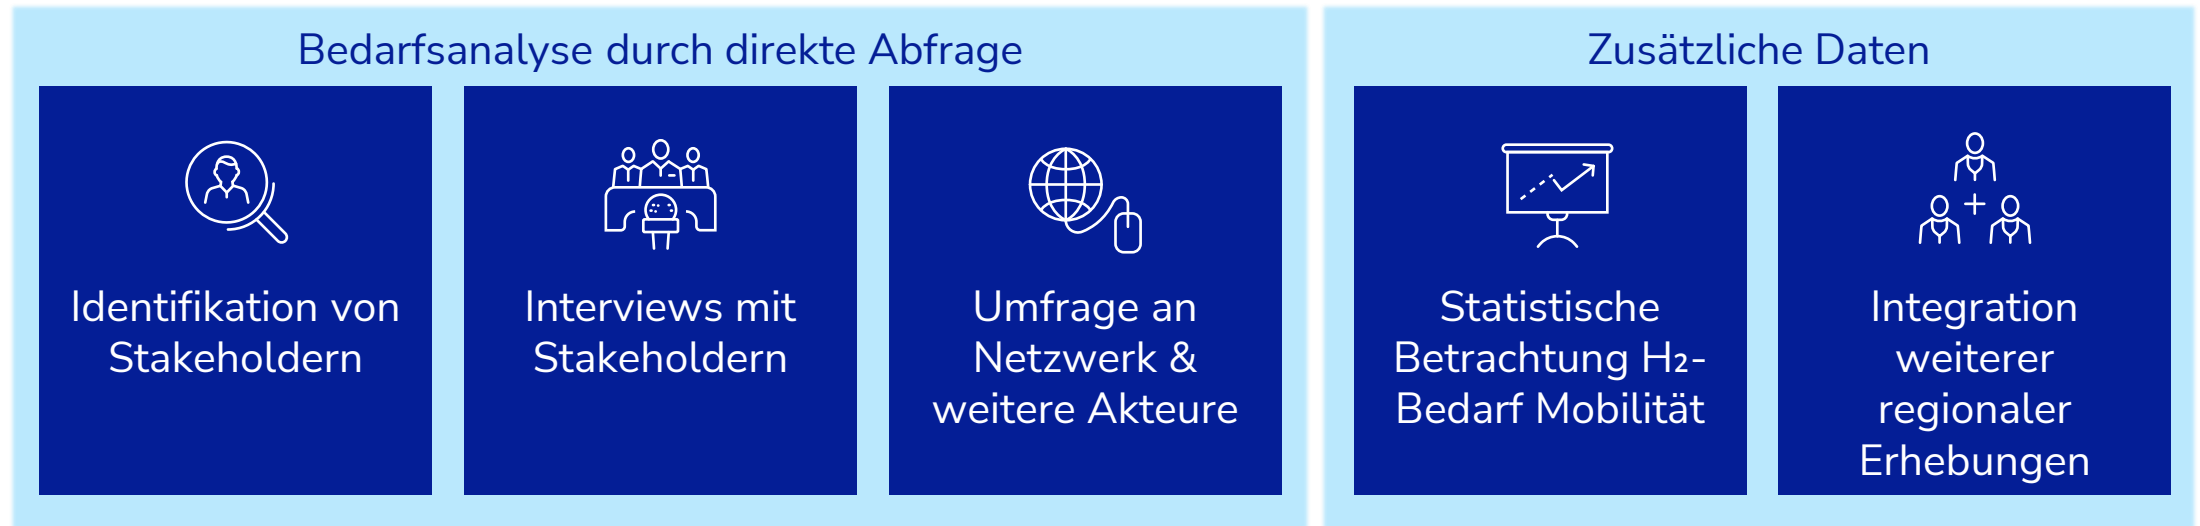 Bedarfsanalyse durch direkte Abfrage
Identifikation von
Stakeholdern
Interviews mit
Stakeholdern
Umfrage an
Netzwerk &
weitere Akteure
Zusätzliche Daten
Statistische
Betrachtung H₂-
Bedarf Mobilität
Integration
weiterer
regionaler
Erhebungen